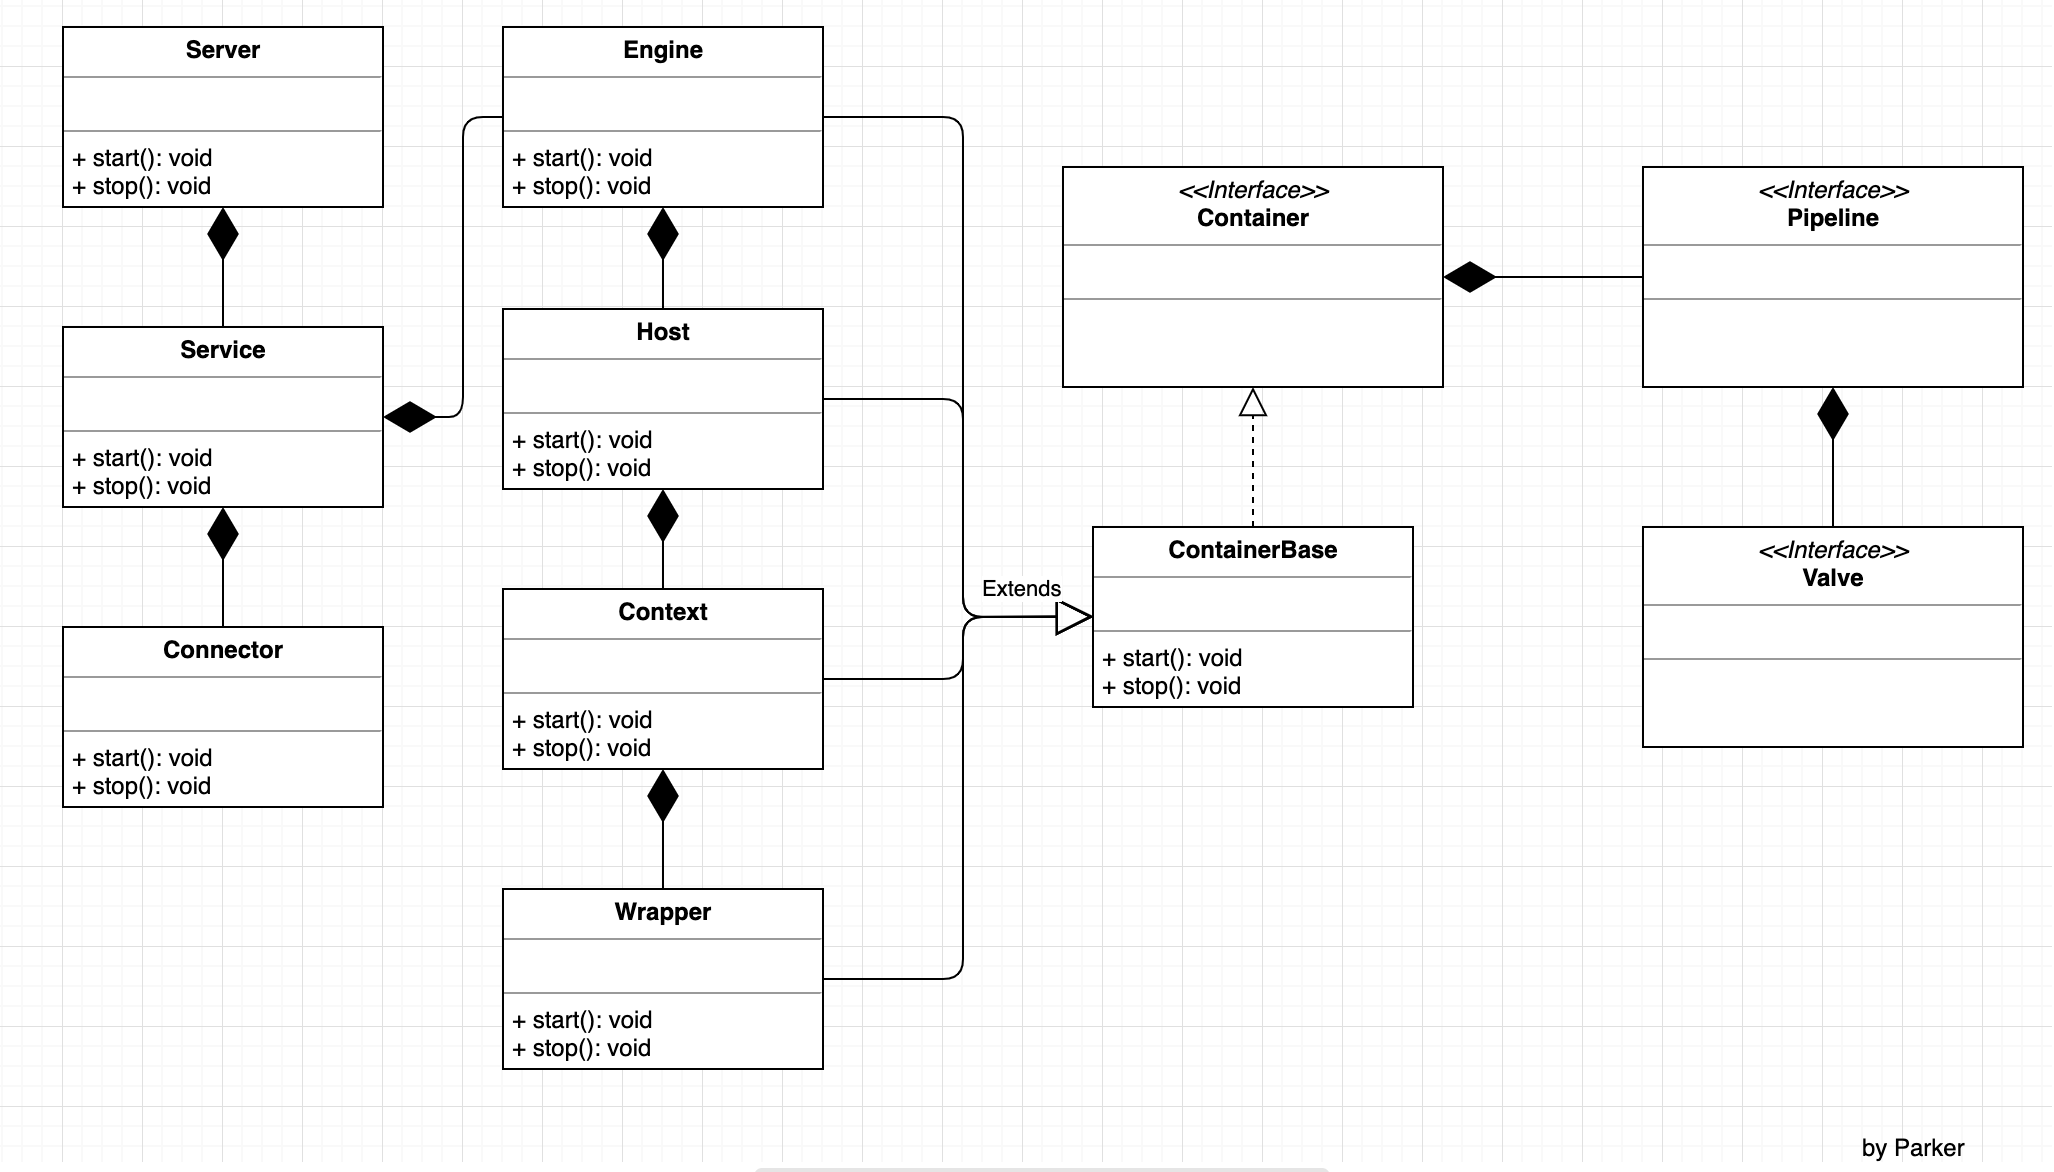 Server
+ start(): void
+ stop(): void
Service
+ start(): void
+ stop(): void
Connector
+ start(): void
+ stop(): void
Engine
+ start(): void
+ stop(): void
Host
+ start(): void
+ stop(): void
Context
+ start(): void
+ stop(): void
Wrapper
+ start(): void
+ stop(): void
Extends
<<Interface>>
Container
ContainerBase
+ start(): void
+ stop(): void
<<Interface>>
Pipeline
<<Interface>>
Valve
by Parker